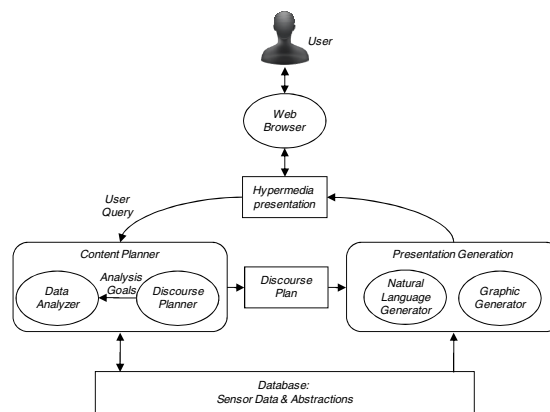 User
Web
Browser
Hypermedia
presentation
User
Query
Content Planner
Presentation Generation
Data
Analyzer
Analysis
Goals
Discourse
Planner
Discourse
Plan
Natural
Language
Generator
Graphic
Generator
Database:
Sensor Data & Abstractions